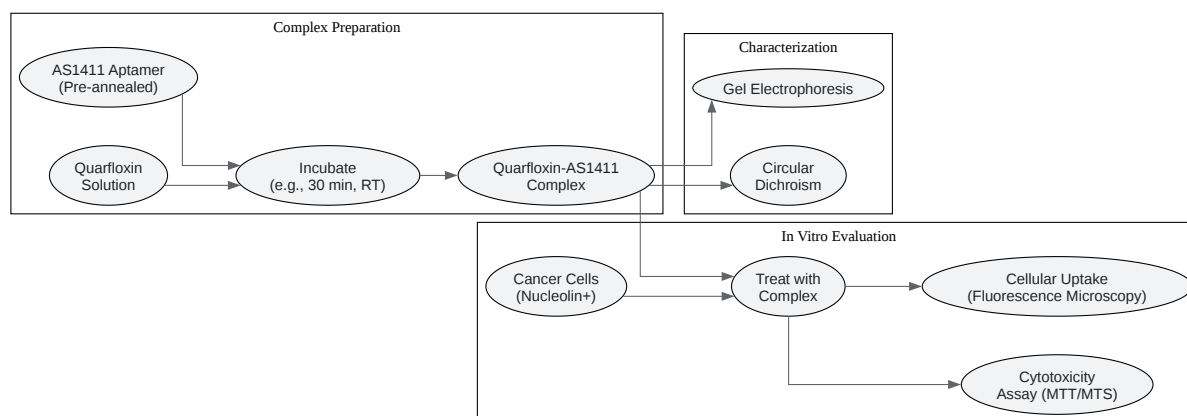 Complex Preparation
AS1411 Aptamer
(Pre-annealed)
Quarfloxin
Solution
Incubate
(e.g., 30 min, RT)
Quarfloxin-AS1411
Complex
Characterization
Gel Electrophoresis
Circular
Dichroism
In Vitro Evaluation
Cancer Cells
(Nucleolin+)
Treat with
Complex
Cellular Uptake
(Fluorescence Microscopy)
Cytotoxicity
Assay (MTT/MTS)